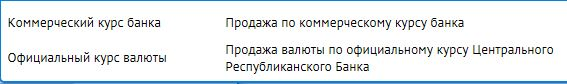 Коммерческий курс банка Продажа по коммерческому курсу банка
Официальный курс валюты Продажа валюты по официальному курсу Центрального
Республиканского Банка